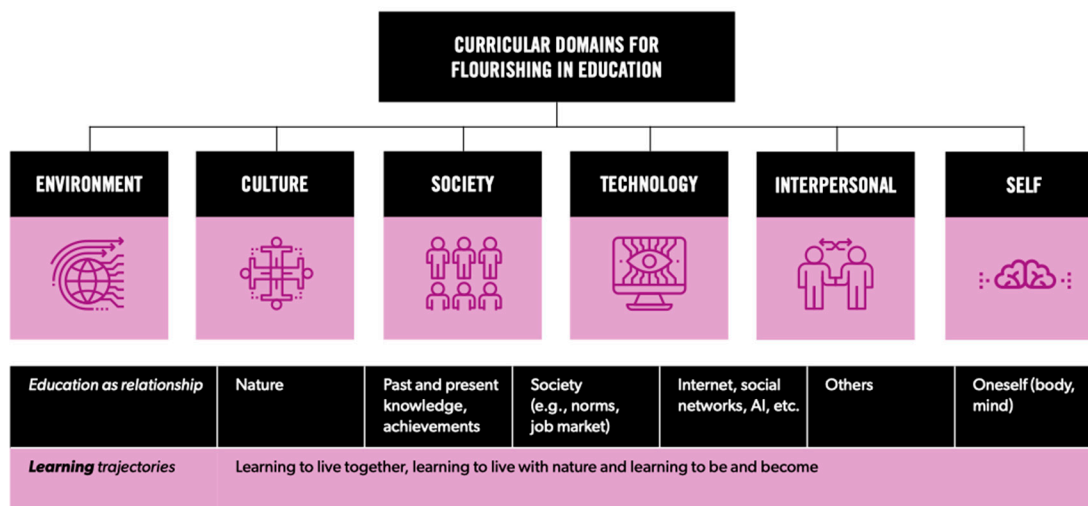 CURRICULAR DOMAINS FOR
FLOURISHING IN EDUCATION
ENVIRONMENT
CULTURE
SOCIETY
TECHNOLOGY
INTERPERSONAL
SELF
Education as relationship
Nature
Past and present
knowledge,
achievements
Society
(e.g., norms,
job market)
Internet, social
networks, AI, etc.
Others
Oneself (body,
mind)
Learning trajectories
Learning to live together, learning to live with nature and learning to be and become